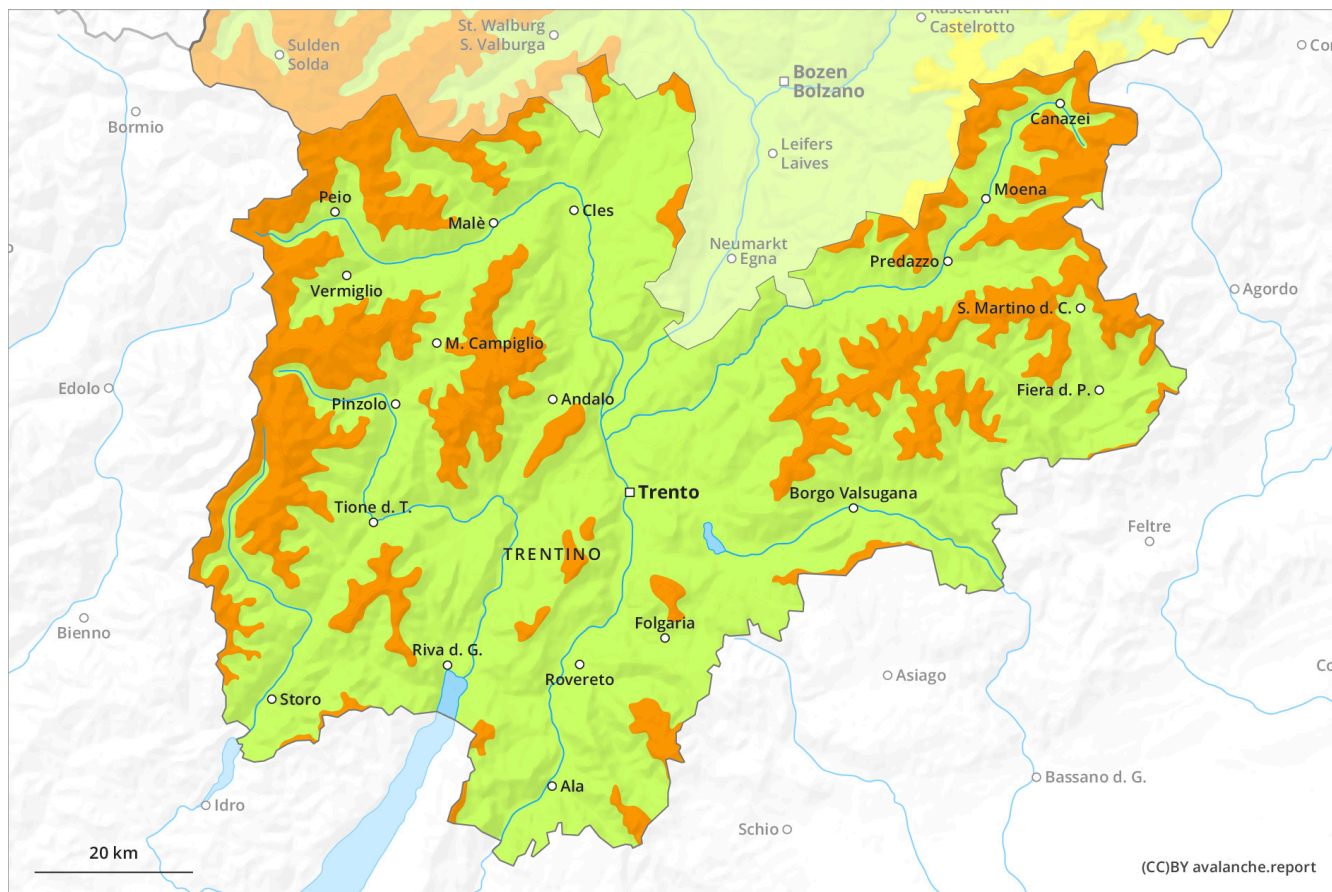 Kastelruth
Castelrotto
St. Walburg
S. Valburga
Sulden
Solda
Bozen
Bolzano
Bormio
Canazei
Leifers
Laives
Moena
Peio
Malè
Cles
Neumarkt
Egna
Predazzo
Vermiglio
Agordo
S. Martino d. C.
M. Campiglio
Edolo
Fiera d. P.
Andalo
Pinzolo
Trento
Borgo Valsugana
Tione d. T.
Feltre
TRENTINO
Bienno
Folgaria
Riva d. G.
Rovereto
Asiago
Storo
Bassano d. G.
Ala
Idro
Schio
20 km
(CC)BY avalanche.report